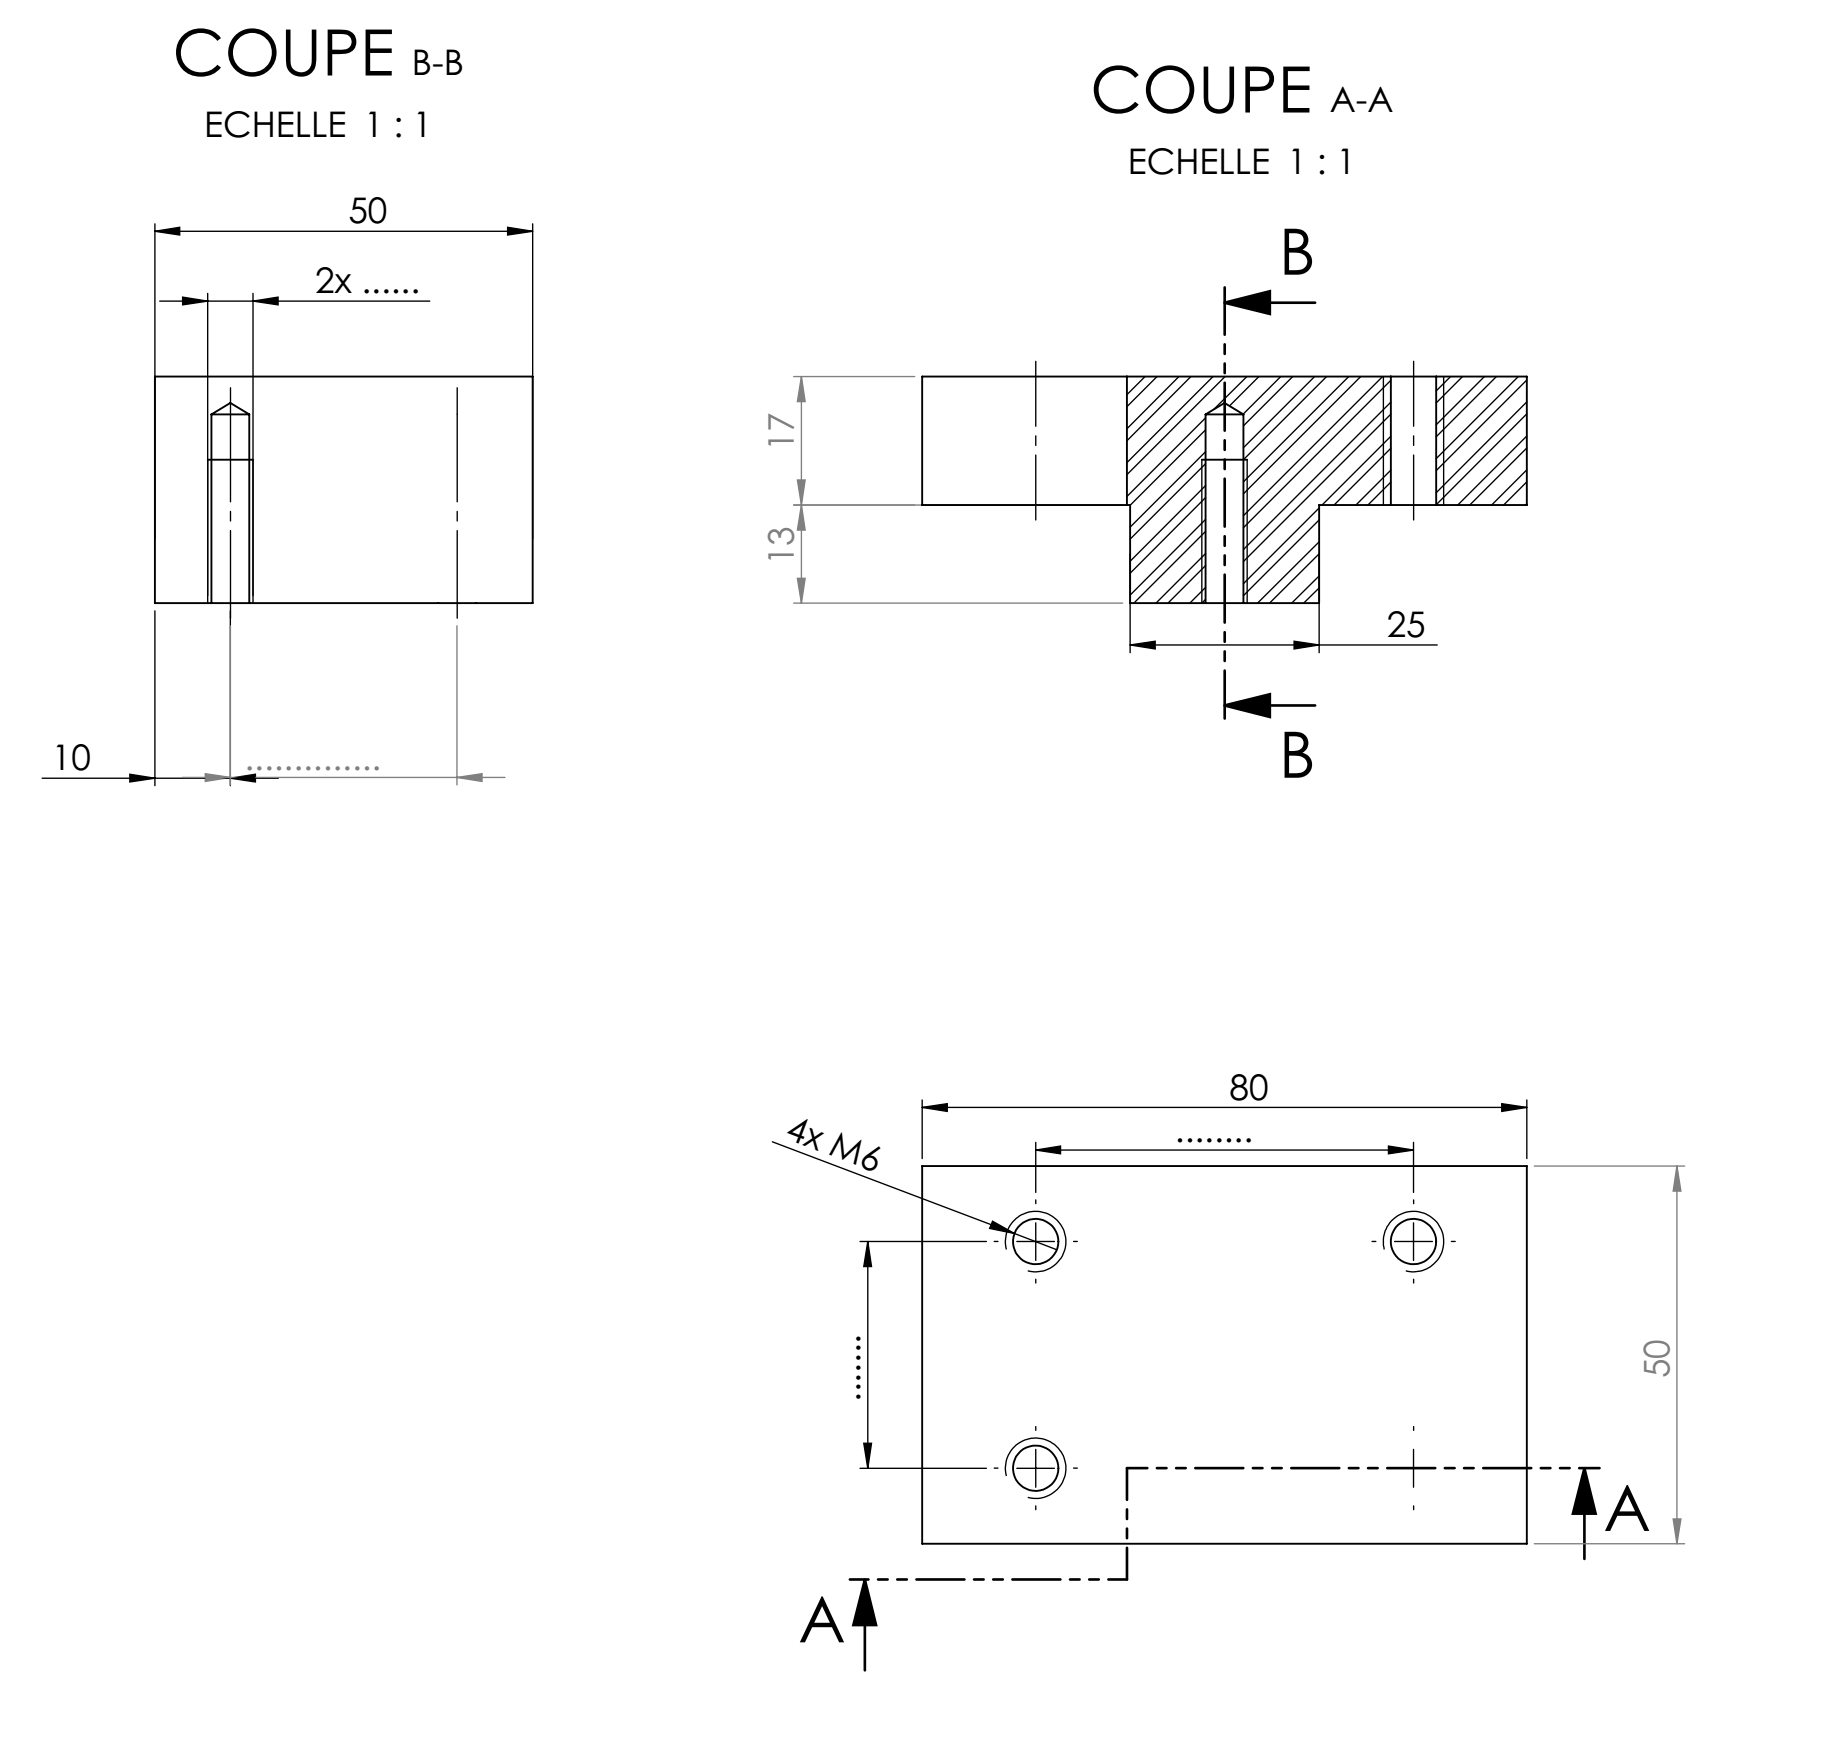 COUPE B-B
ECHELLE 1 : 1
50
2x ......
10
..............
COUPE A-A
ECHELLE 1 : 1
B
17
13
25
B
80
........
4x M6
.......
50
A
A